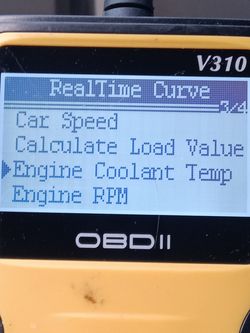 V310
RealTime Curve
3/4
Car Speed
Calculate Load Value
Engine Coolant Temp
Engine RPM
OBDII